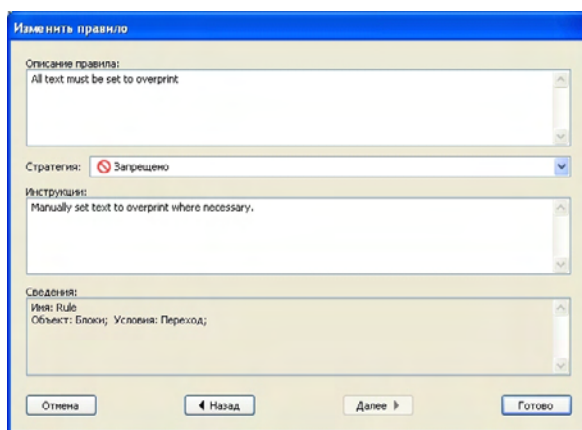 Изменить правило
Описание правила:
All text must be set to overprint
Стратегия: Запрещено
Инструкции:
Manually set text to overprint where necessary.
Сведения:
Имя: Rule
Объект: Блоки; Условия: Переход;
Отмена Назад Далее Готово